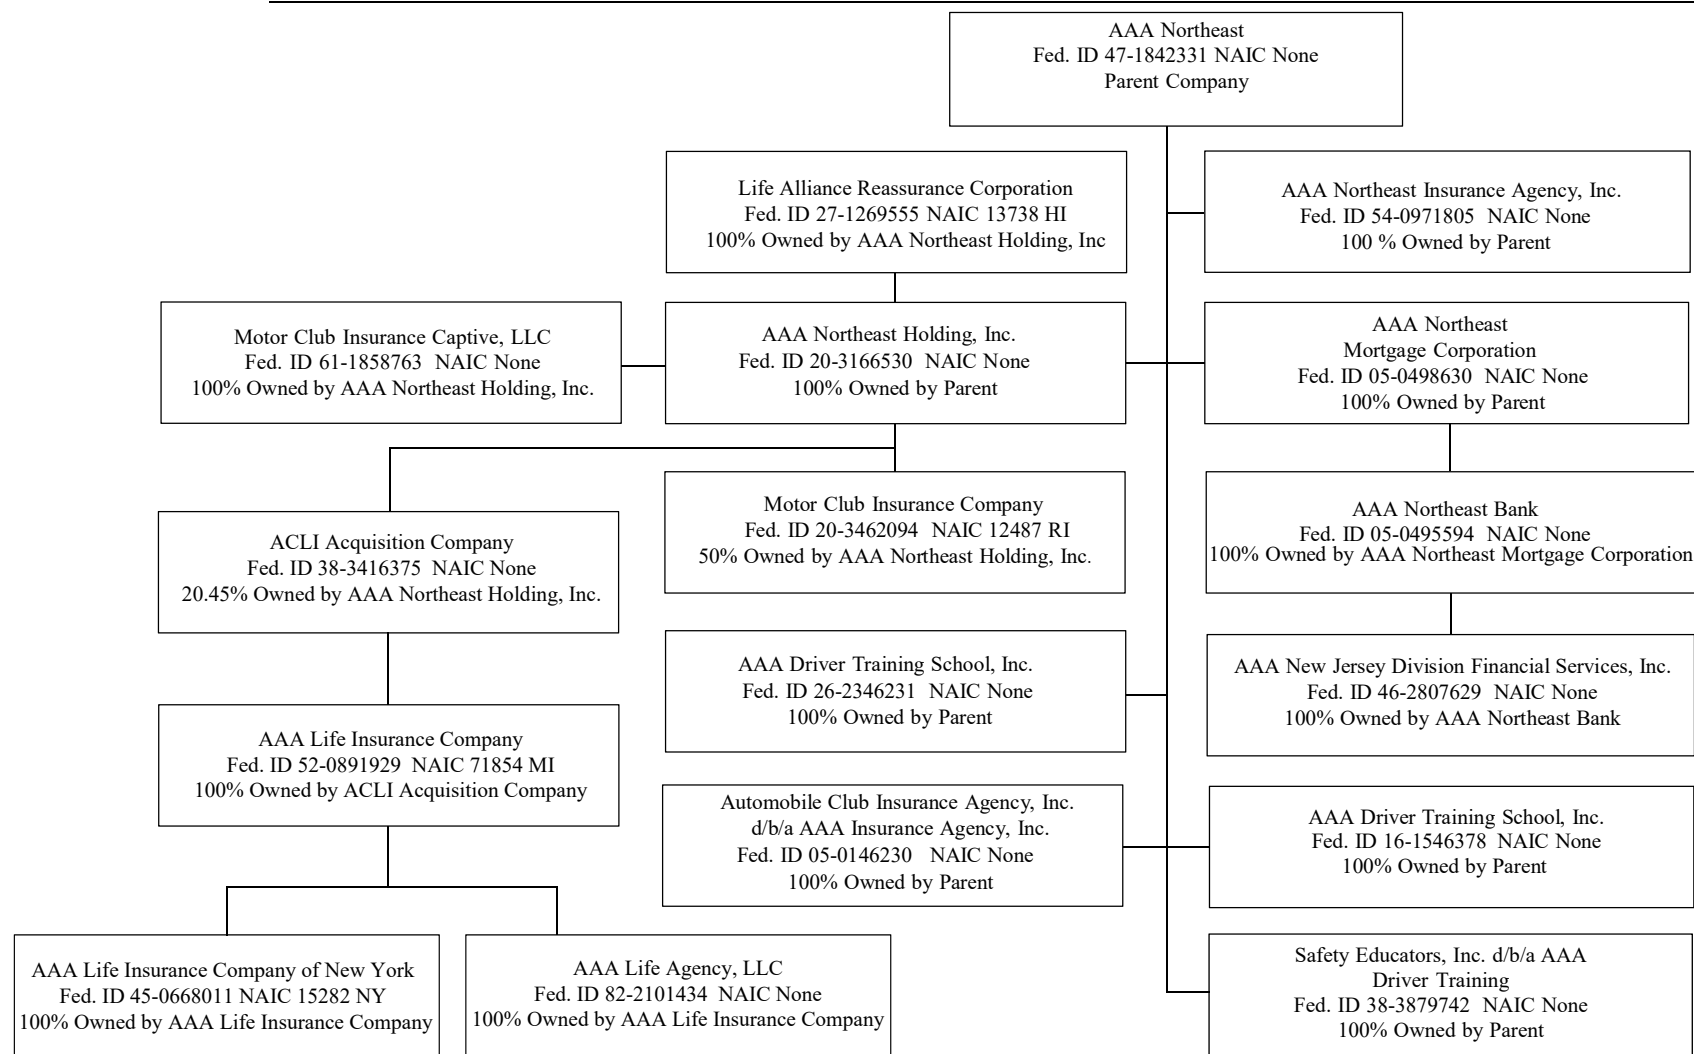 AAA Northeast
Fed. ID 47-1842331 NAIC None
Parent Company
Life Alliance Reassurance Corporation
Fed. ID 27-1269555 NAIC 13738 HI
100% Owned by AAA Northeast Holding, Inc
AAA Northeast Insurance Agency, Inc.
Fed. ID 54-0971805 NAIC None
100 % Owned by Parent
Motor Club Insurance Captive, LLC
Fed. ID 61-1858763 NAIC None
100% Owned by AAA Northeast Holding, Inc.
AAA Northeast Holding, Inc.
Fed. ID 20-3166530 NAIC None
100% Owned by Parent
AAA Northeast
Mortgage Corporation
Fed. ID 05-0498630 NAIC None
100% Owned by Parent
ACLI Acquisition Company
Fed. ID 38-3416375 NAIC None
20.45% Owned by AAA Northeast Holding, Inc.
Motor Club Insurance Company
Fed. ID 20-3462094 NAIC 12487 RI
50% Owned by AAA Northeast Holding, Inc.
AAA Northeast Bank
Fed. ID 05-0495594 NAIC None
100% Owned by AAA Northeast Mortgage Corporation
AAA Driver Training School, Inc.
Fed. ID 26-2346231 NAIC None
100% Owned by Parent
AAA New Jersey Division Financial Services, Inc.
Fed. ID 46-2807629 NAIC None
100% Owned by AAA Northeast Bank
AAA Life Insurance Company
Fed. ID 52-0891929 NAIC 71854 MI
100% Owned by ACLI Acquisition Company
Automobile Club Insurance Agency, Inc.
d/b/a AAA Insurance Agency, Inc.
Fed. ID 05-0146230 NAIC None
100% Owned by Parent
AAA Driver Training School, Inc.
Fed. ID 16-1546378 NAIC None
100% Owned by Parent
AAA Life Insurance Company of New York
Fed. ID 45-0668011 NAIC 15282 NY
100% Owned by AAA Life Insurance Company
AAA Life Agency, LLC
Fed. ID 82-2101434 NAIC None
100% Owned by AAA Life Insurance Company
Safety Educators, Inc. d/b/a AAA
Driver Training
Fed. ID 38-3879742 NAIC None
100% Owned by Parent